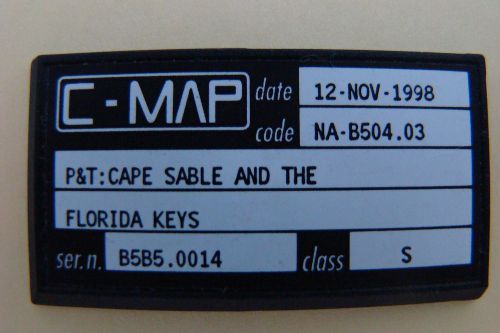 C-MAP date 12-NOV-1998
code NA-B504.03
P&T:CAPE SABLE AND THE
FLORIDA KEYS
ser.n. B5B5.0014 class S